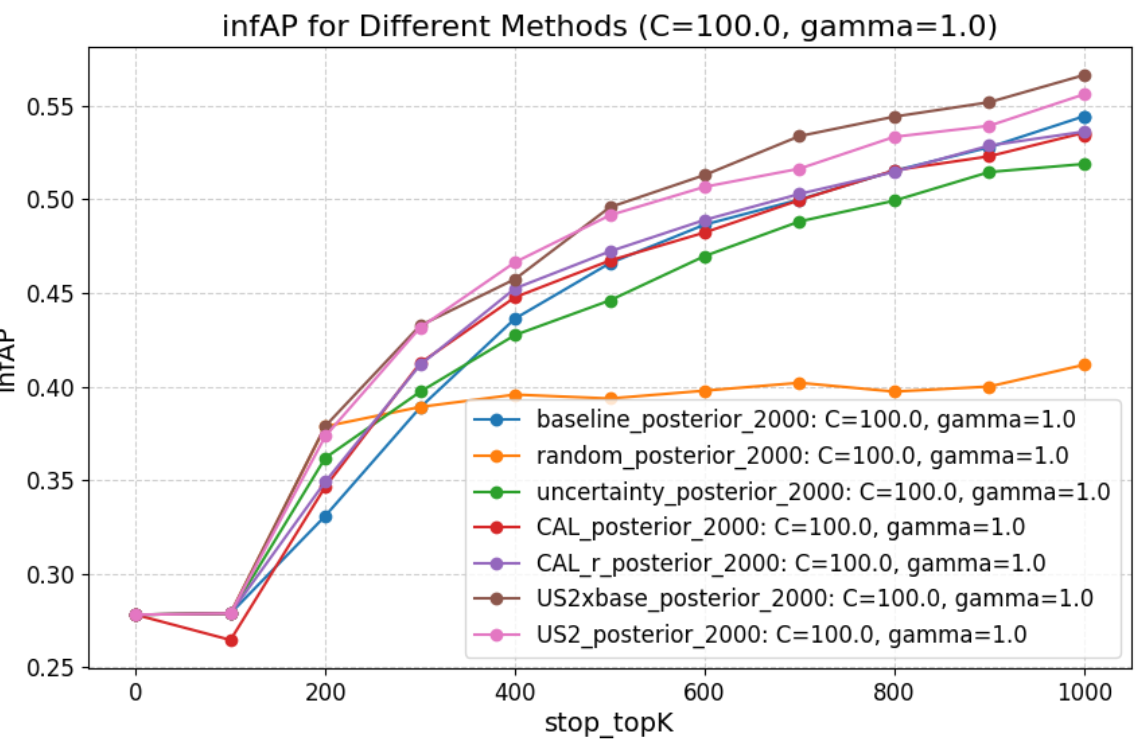 infAP for Different Methods (C=100.0, gamma=1.0)
infAP
0.55
0.50
0.45
0.40
0.35
0.30
0.25
0 200 400 600 800 1000
stop_topK
baseline_posterior_2000: C=100.0, gamma=1.0
random_posterior_2000: C=100.0, gamma=1.0
uncertainty_posterior_2000: C=100.0, gamma=1.0
CAL_posterior_2000: C=100.0, gamma=1.0
CAL_r_posterior_2000: C=100.0, gamma=1.0
US2xbase_posterior_2000: C=100.0, gamma=1.0
US2_posterior_2000: C=100.0, gamma=1.0